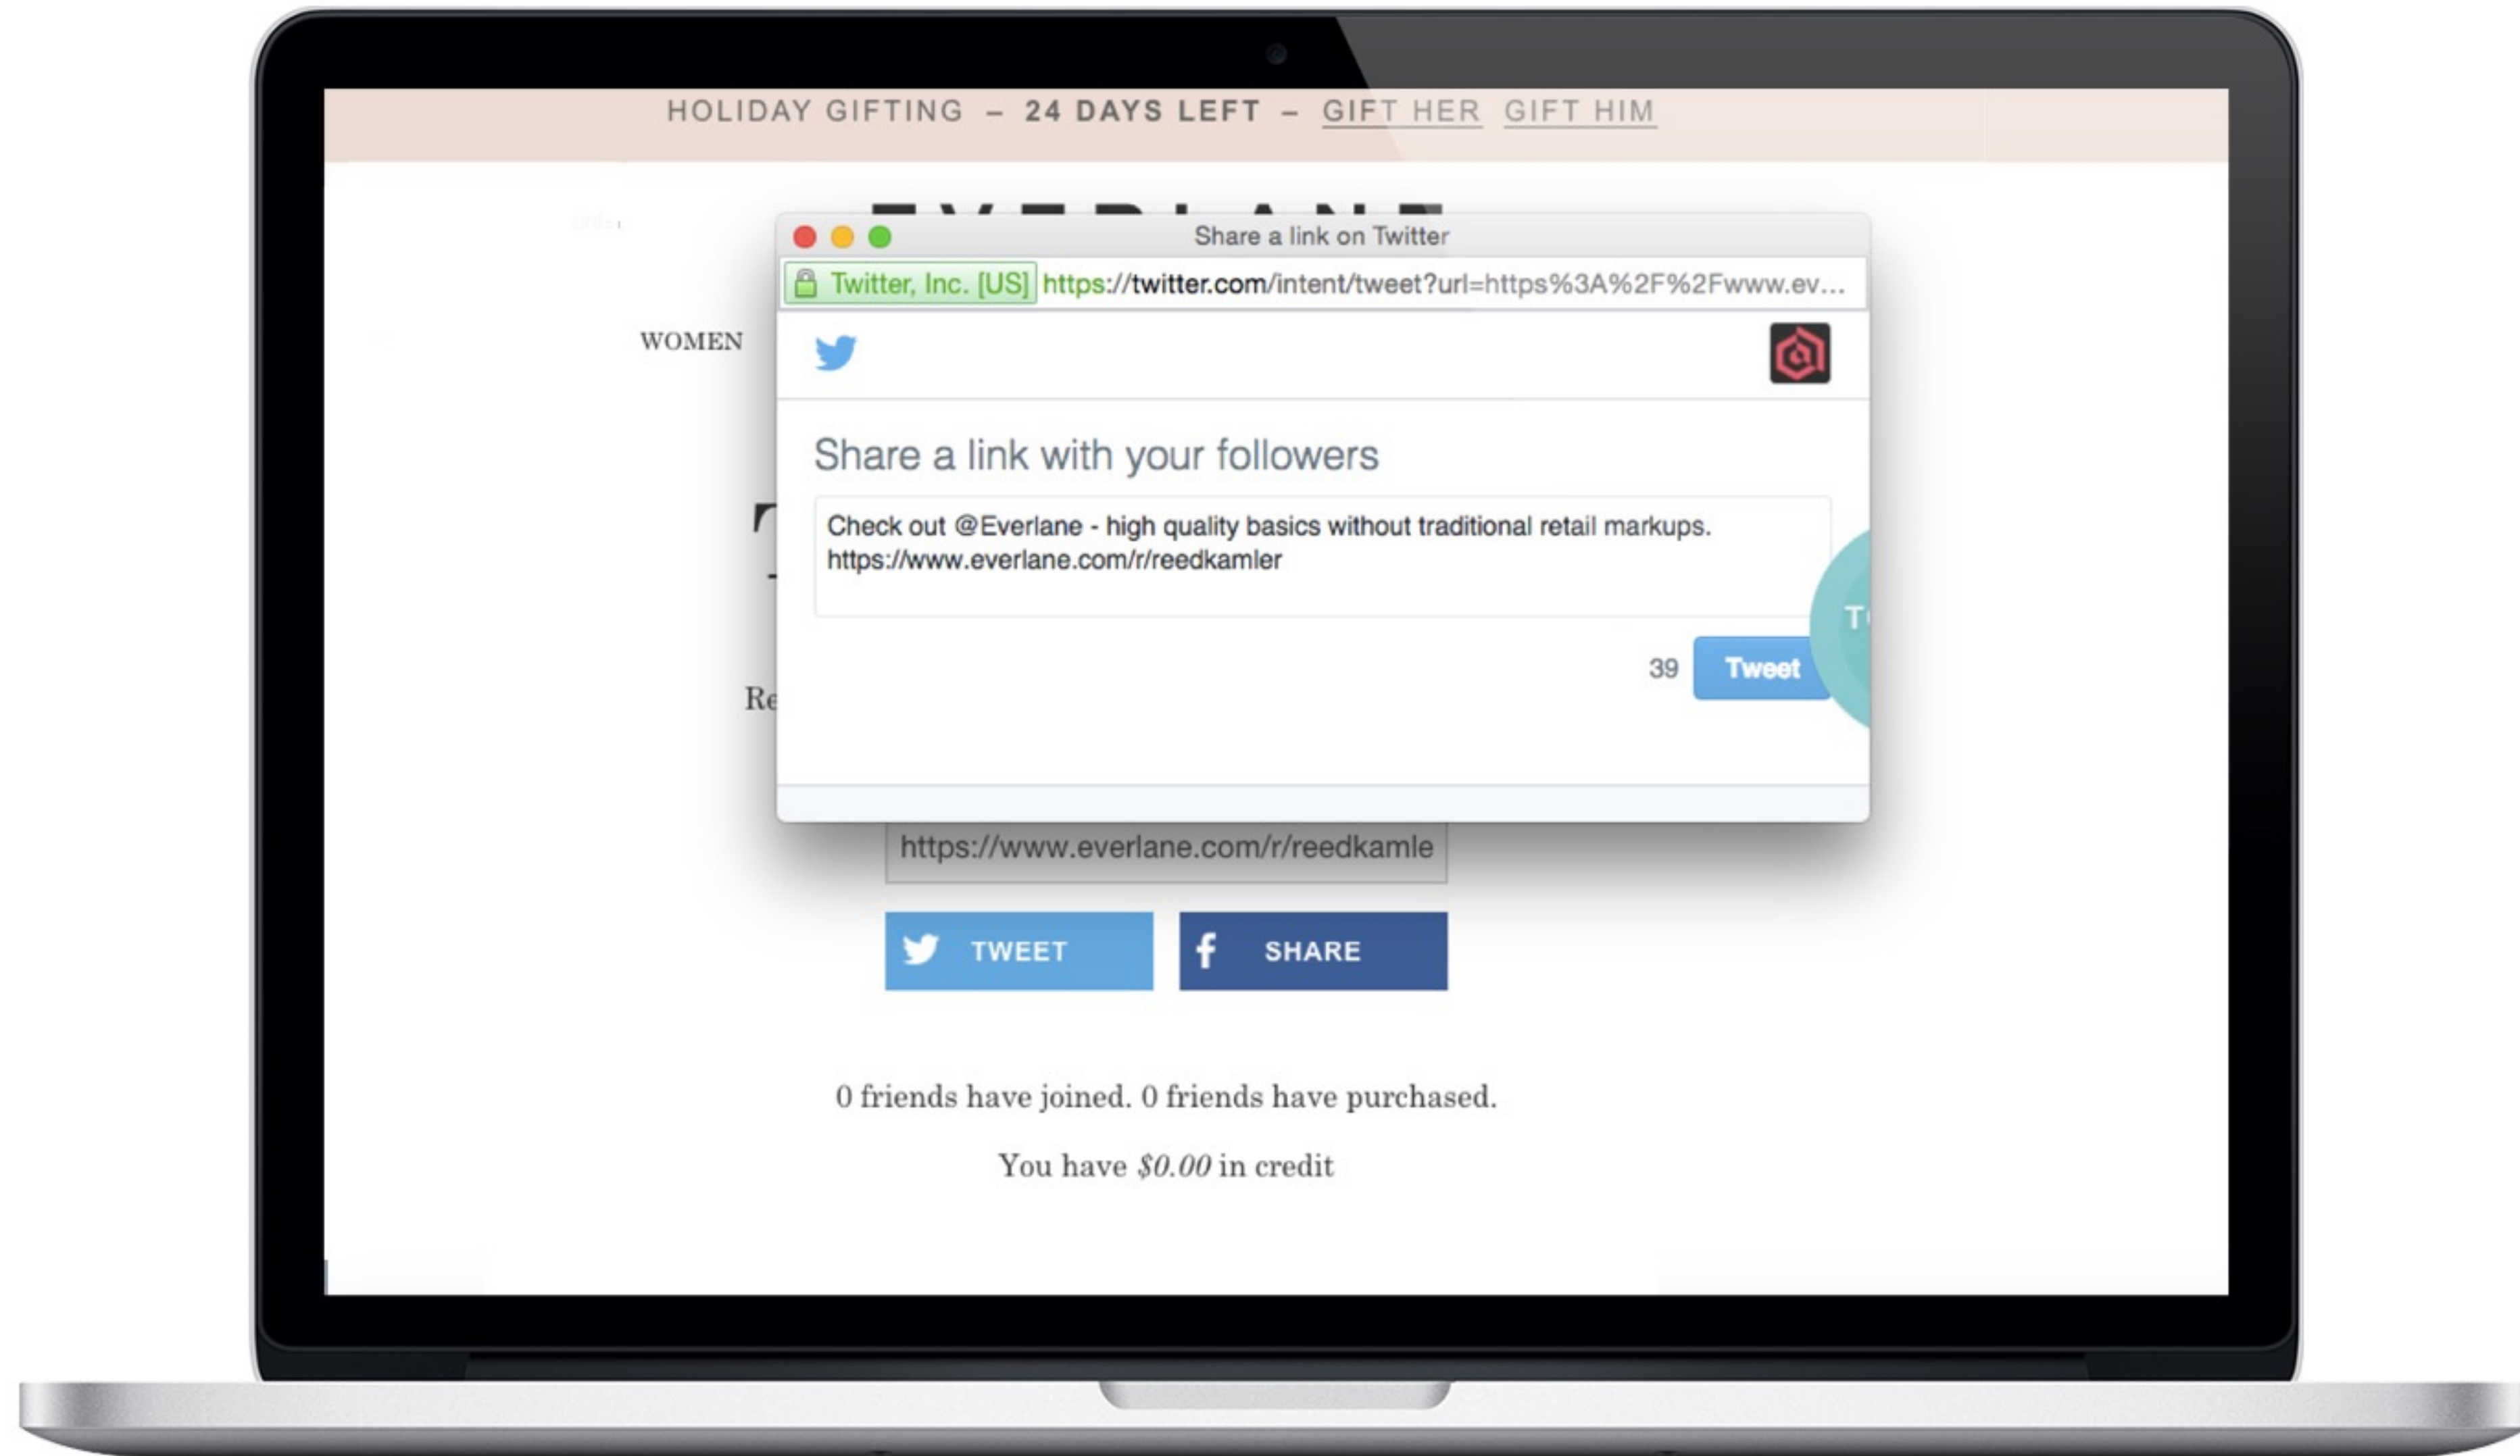 HOLIDAY GIFTING – 24 DAYS LEFT – GIFT HER GIFT HIM
EVERLANE
Share a link on Twitter
Twitter, Inc. [US] https://twitter.com/intent/tweet?url=https%3A%2F%2Fwww.ev...
WOMEN
Share a link with your followers
Check out @Everlane - high quality basics without traditional retail markups.
https://www.everlane.com/r/reedkamler
39 Tweet
https://www.everlane.com/r/reedkamle
TWEET f SHARE
0 friends have joined. 0 friends have purchased.
You have $0.00 in credit